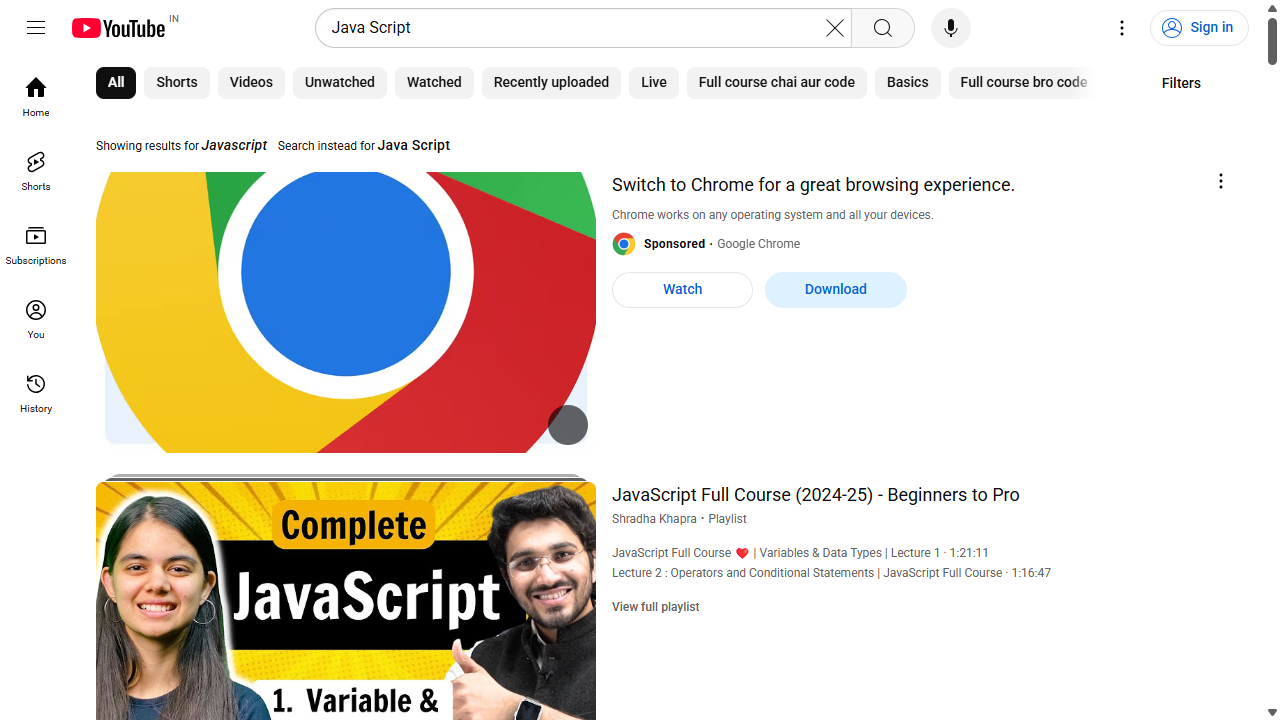 YouTube IN
Java Script
Sign in
All
Shorts
Videos
Unwatched
Watched
Recently uploaded
Live
Full course chai aur code
Basics
Full course bro code
Filters
Home
Shorts
Subscriptions
You
History
Showing results for Javascript Search instead for Java Script
Switch to Chrome for a great browsing experience.
Chrome works on any operating system and all your devices.
Sponsored · Google Chrome
Watch
Download
Complete
JavaScript
1. Variable &
JavaScript Full Course (2024-25) - Beginners to Pro
Shradha Khapra · Playlist
JavaScript Full Course ❤️ | Variables & Data Types | Lecture 1 · 1:21:11
Lecture 2 : Operators and Conditional Statements | JavaScript Full Course · 1:16:47
View full playlist